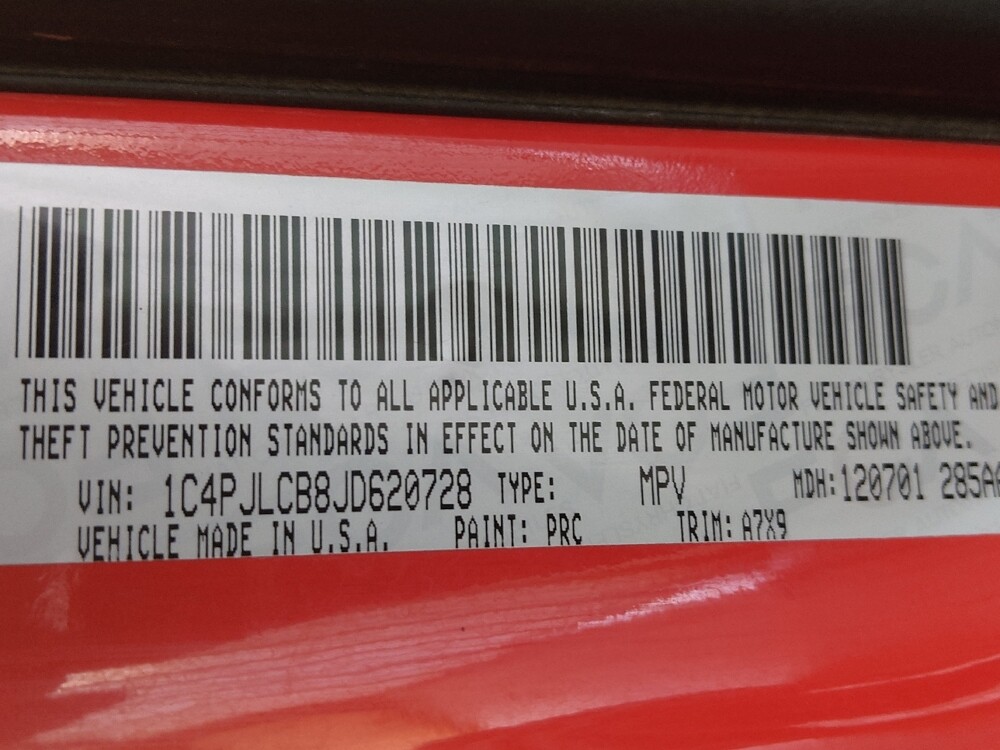 THIS VEHICLE CONFORMS TO ALL APPLICABLE U.S.A. FEDERAL MOTOR VEHICLE SAFETY AND
THEFT PREVENTION STANDARDS IN EFFECT ON THE DATE OF MANUFACTURE SHOWN ABOVE.
VIN: 1C4PJLCB8JD620728 TYPE: MPV MDH:120701 285A
VEHICLE MADE IN U.S.A. PAINT: PRC TRIM: A7X9